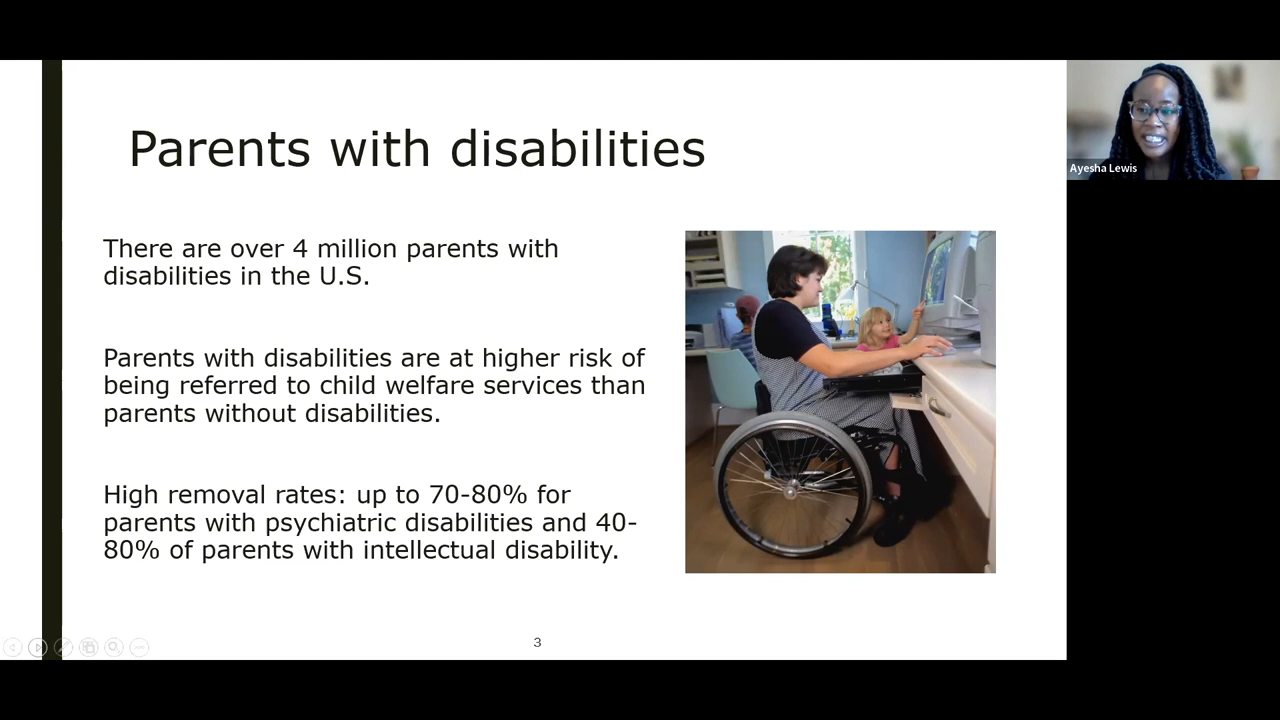 Parents with disabilities
There are over 4 million parents with
disabilities in the U.S.
Parents with disabilities are at higher risk of
being referred to child welfare services than
parents without disabilities.
High removal rates: up to 70-80% for
parents with psychiatric disabilities and 40-
80% of parents with intellectual disability.
3
Ayesha Lewis